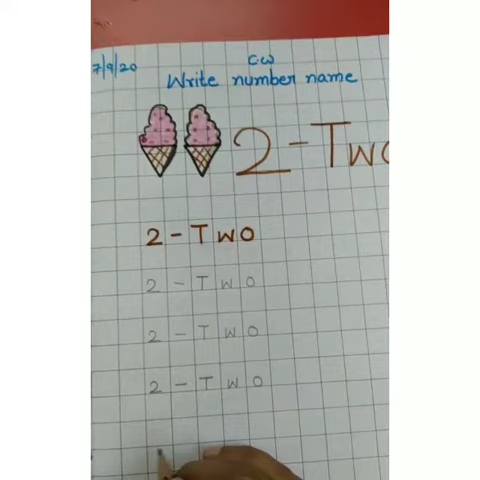 7/9/20
CW
Write number name
2-Two
2-TWO
2 - TWO
2 - TWO
2 - TWO